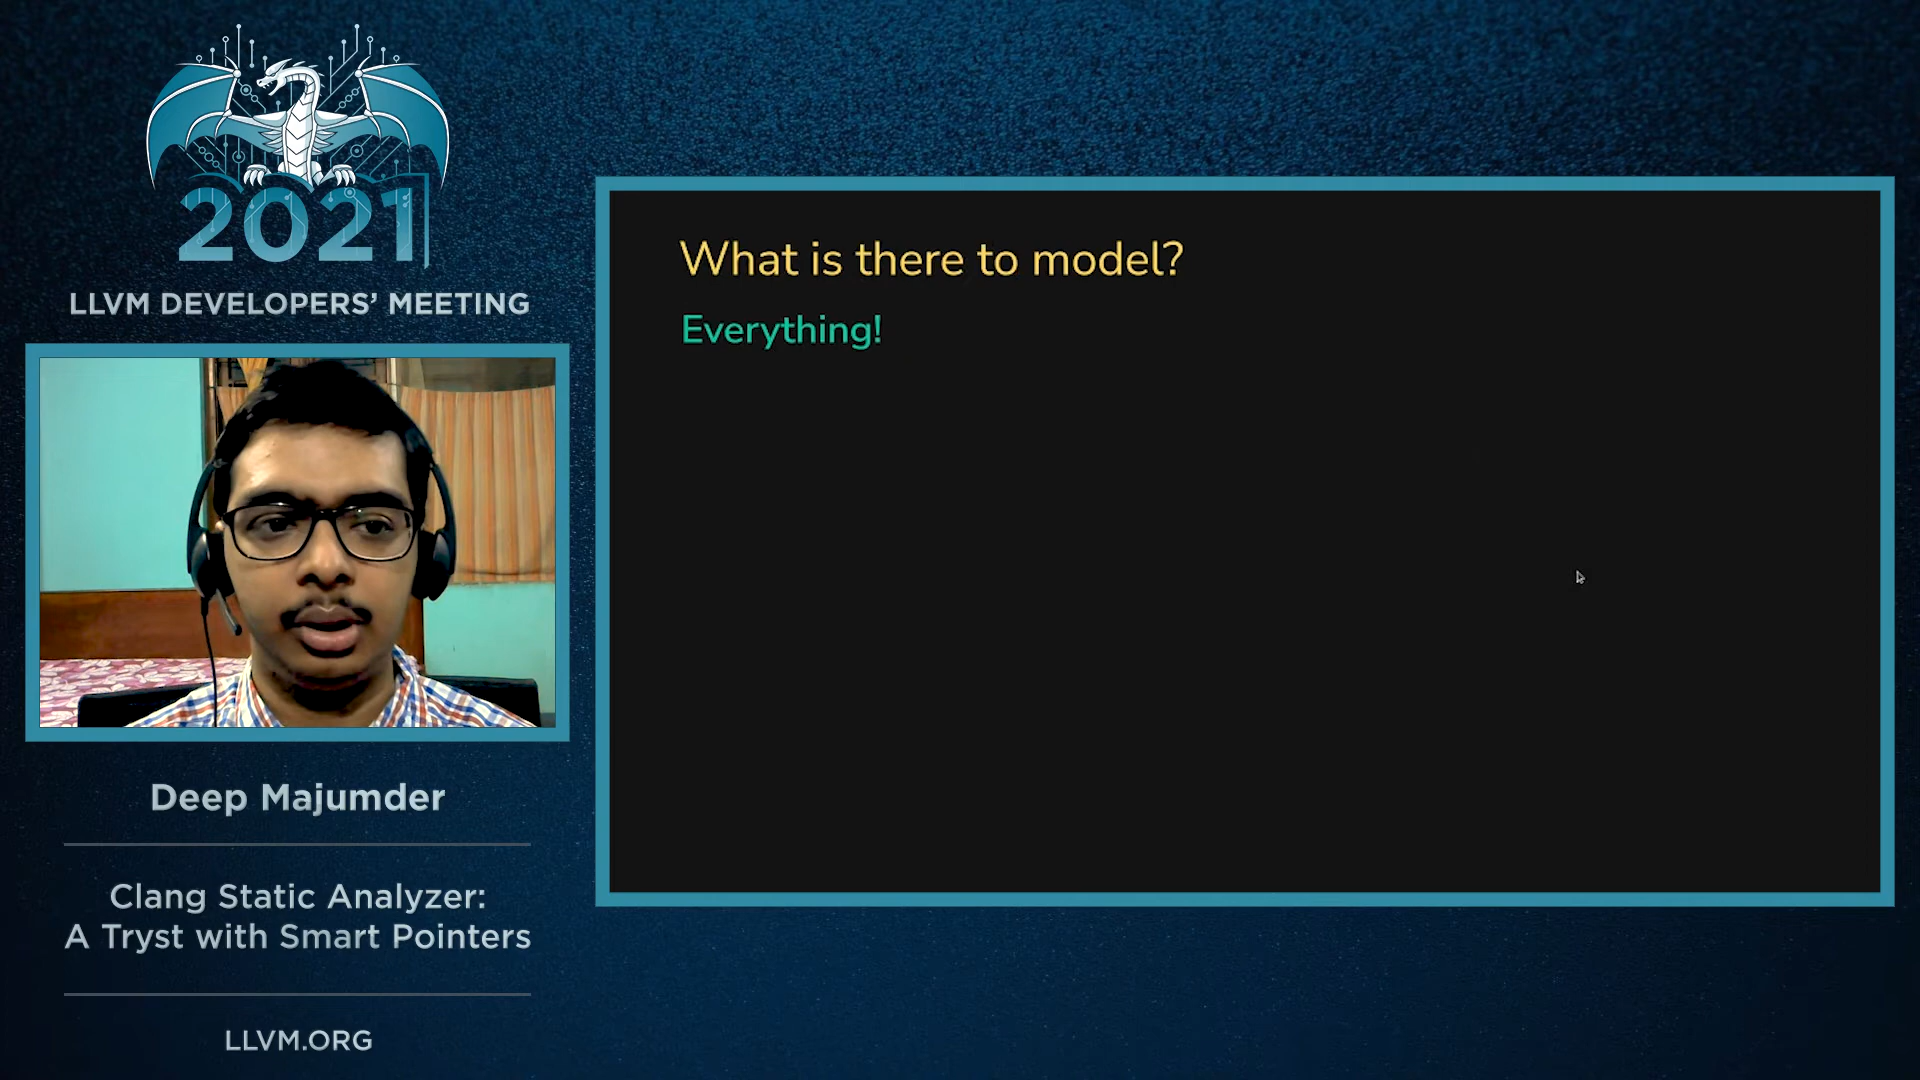 2021
LLVM DEVELOPERS’ MEETING
What is there to model?
Everything!
Deep Majumder
Clang Static Analyzer:
A Tryst with Smart Pointers
LLVM.ORG